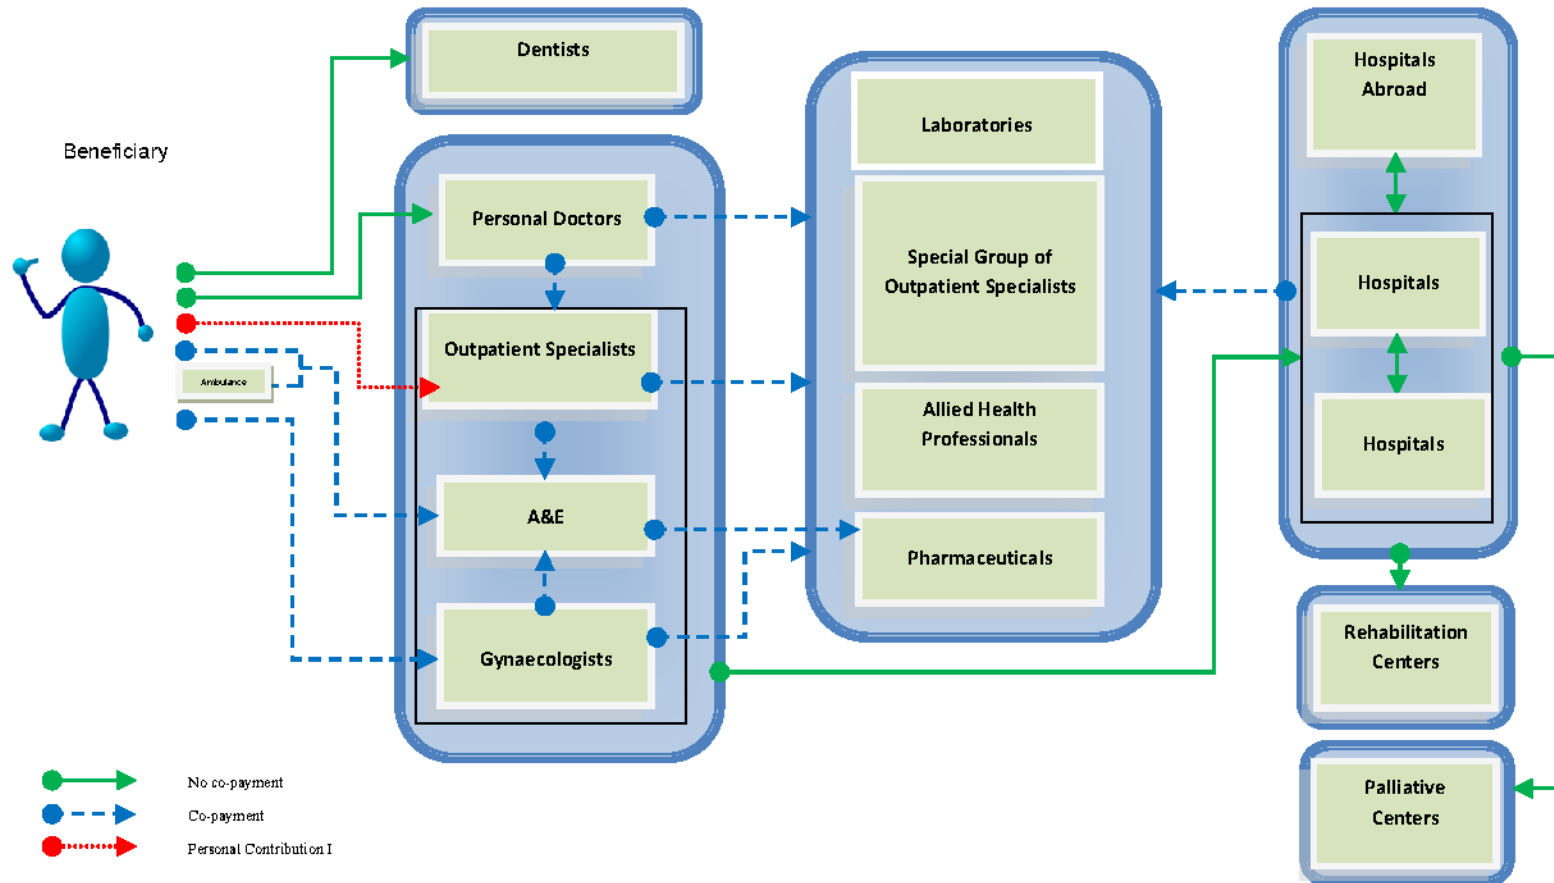 Dentists
Beneficiary
Personal Doctors
Outpatient Specialists
Ambulance
A&E
Gynaecologists
Laboratories
Special Group of
Outpatient Specialists
Allied Health
Professionals
Pharmaceuticals
Hospitals
Abroad
Hospitals
Hospitals
Rehabilitation
Centers
Palliative
Centers
No co-payment
Co-payment
Personal Contribution I